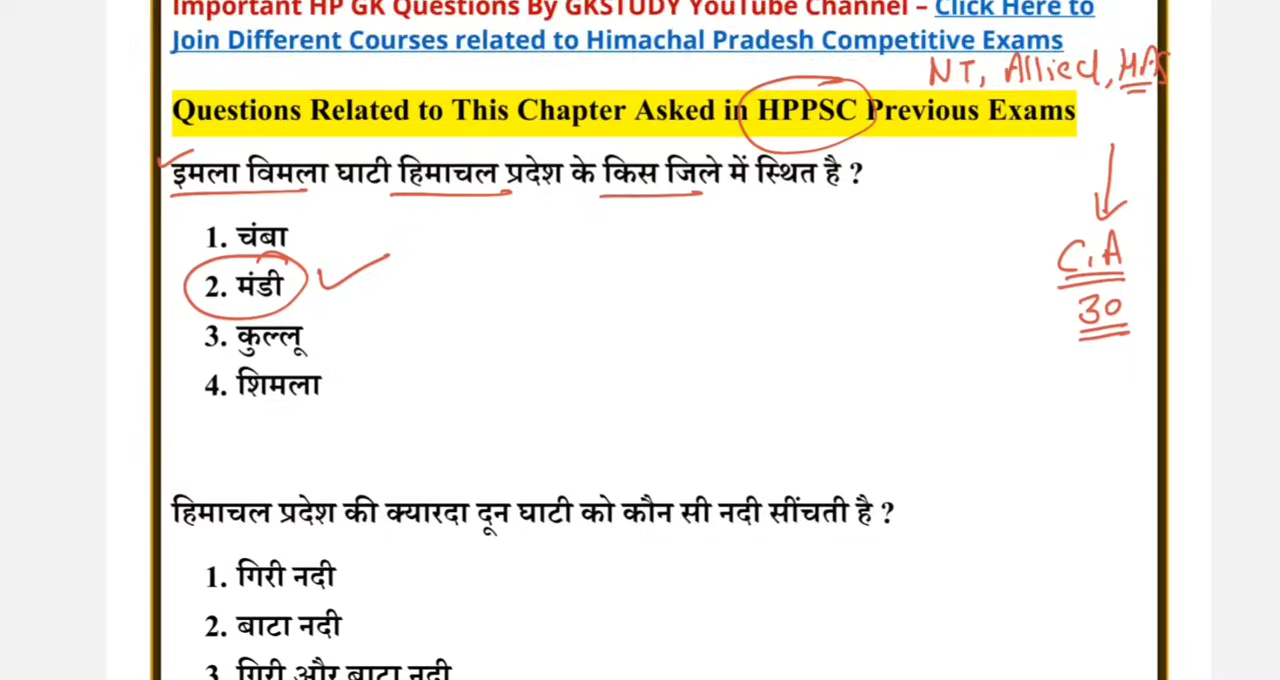 Important HP GK Questions By GKSTUDY YouTube Channel – Click Here to
Join Different Courses related to Himachal Pradesh Competitive Exams
NT, Allied, HAS
Questions Related to This Chapter Asked in HPPSC Previous Exams
इमला विमला घाटी हिमाचल प्रदेश के किस जिले में स्थित है ?
1. चंबा
2. मंडी
3. कुल्लू
4. शिमला
C.A
30
हिमाचल प्रदेश की क्यारदा दून घाटी को कौन सी नदी सींचती है ?
1. गिरी नदी
2. बाटा नदी
3. गिरी और बाटा नदी